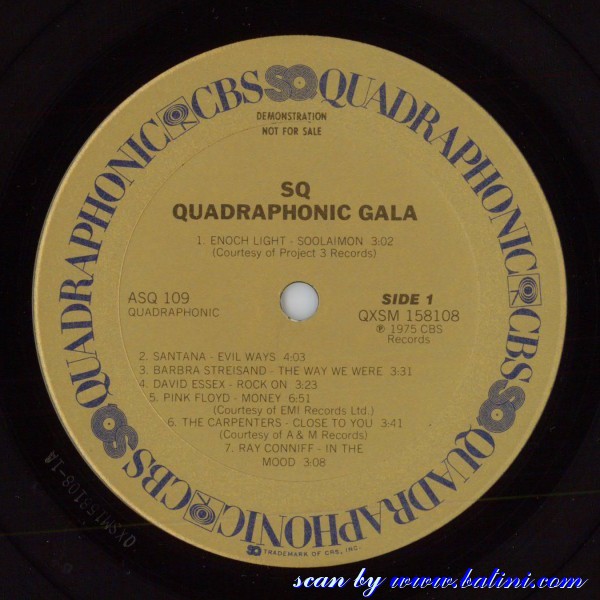 CBS SQ QUADRAPHONIC CBS SQ QUADRAPHONIC CBS SQ QUADRAPHONIC
DEMONSTRATION
NOT FOR SALE
SQ
QUADRAPHONIC GALA
1. ENOCH LIGHT - SOOLAIMON 3:02
(Courtesy of Project 3 Records)
ASQ 109
QUADRAPHONIC
SIDE 1
QXSM 158108
℗ 1975 CBS
Records
2. SANTANA - EVIL WAYS 4:03
3. BARBRA STREISAND - THE WAY WE WERE 3:31
4. DAVID ESSEX - ROCK ON 3:23
5. PINK FLOYD - MONEY 6:51
(Courtesy of EMI Records Ltd.)
6. THE CARPENTERS - CLOSE TO YOU 3:41
(Courtesy of A & M Records)
7. RAY CONNIFF - IN THE
MOOD 3:08
QXSM158108-1A
SQ TRADEMARK OF CBS, INC.
scan by www.batini.com